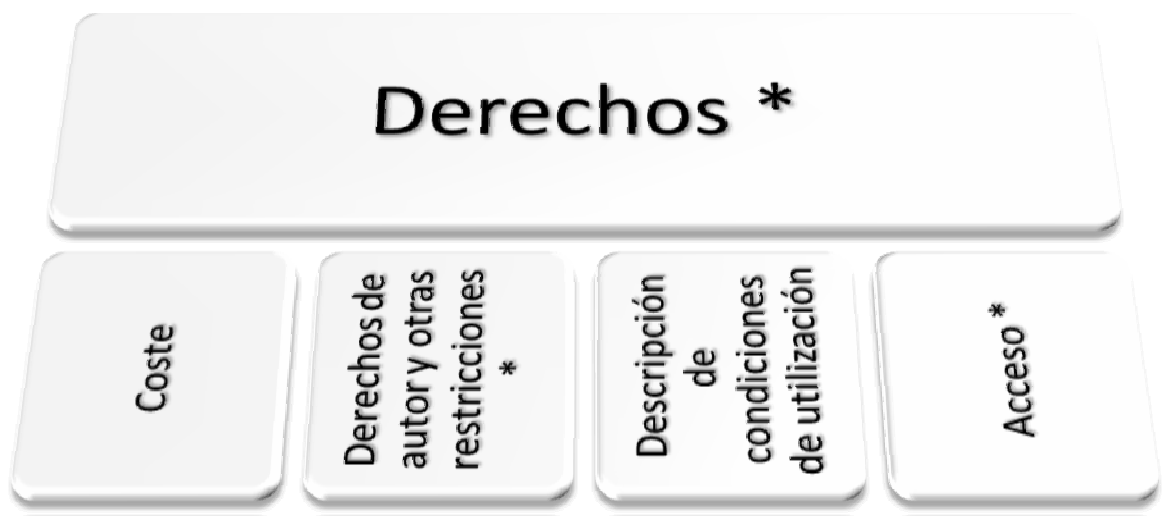 Derechos *
Coste
Derechos de
autor y otras
restricciones
*
Descripción
de
condiciones
de utilización
Acceso *